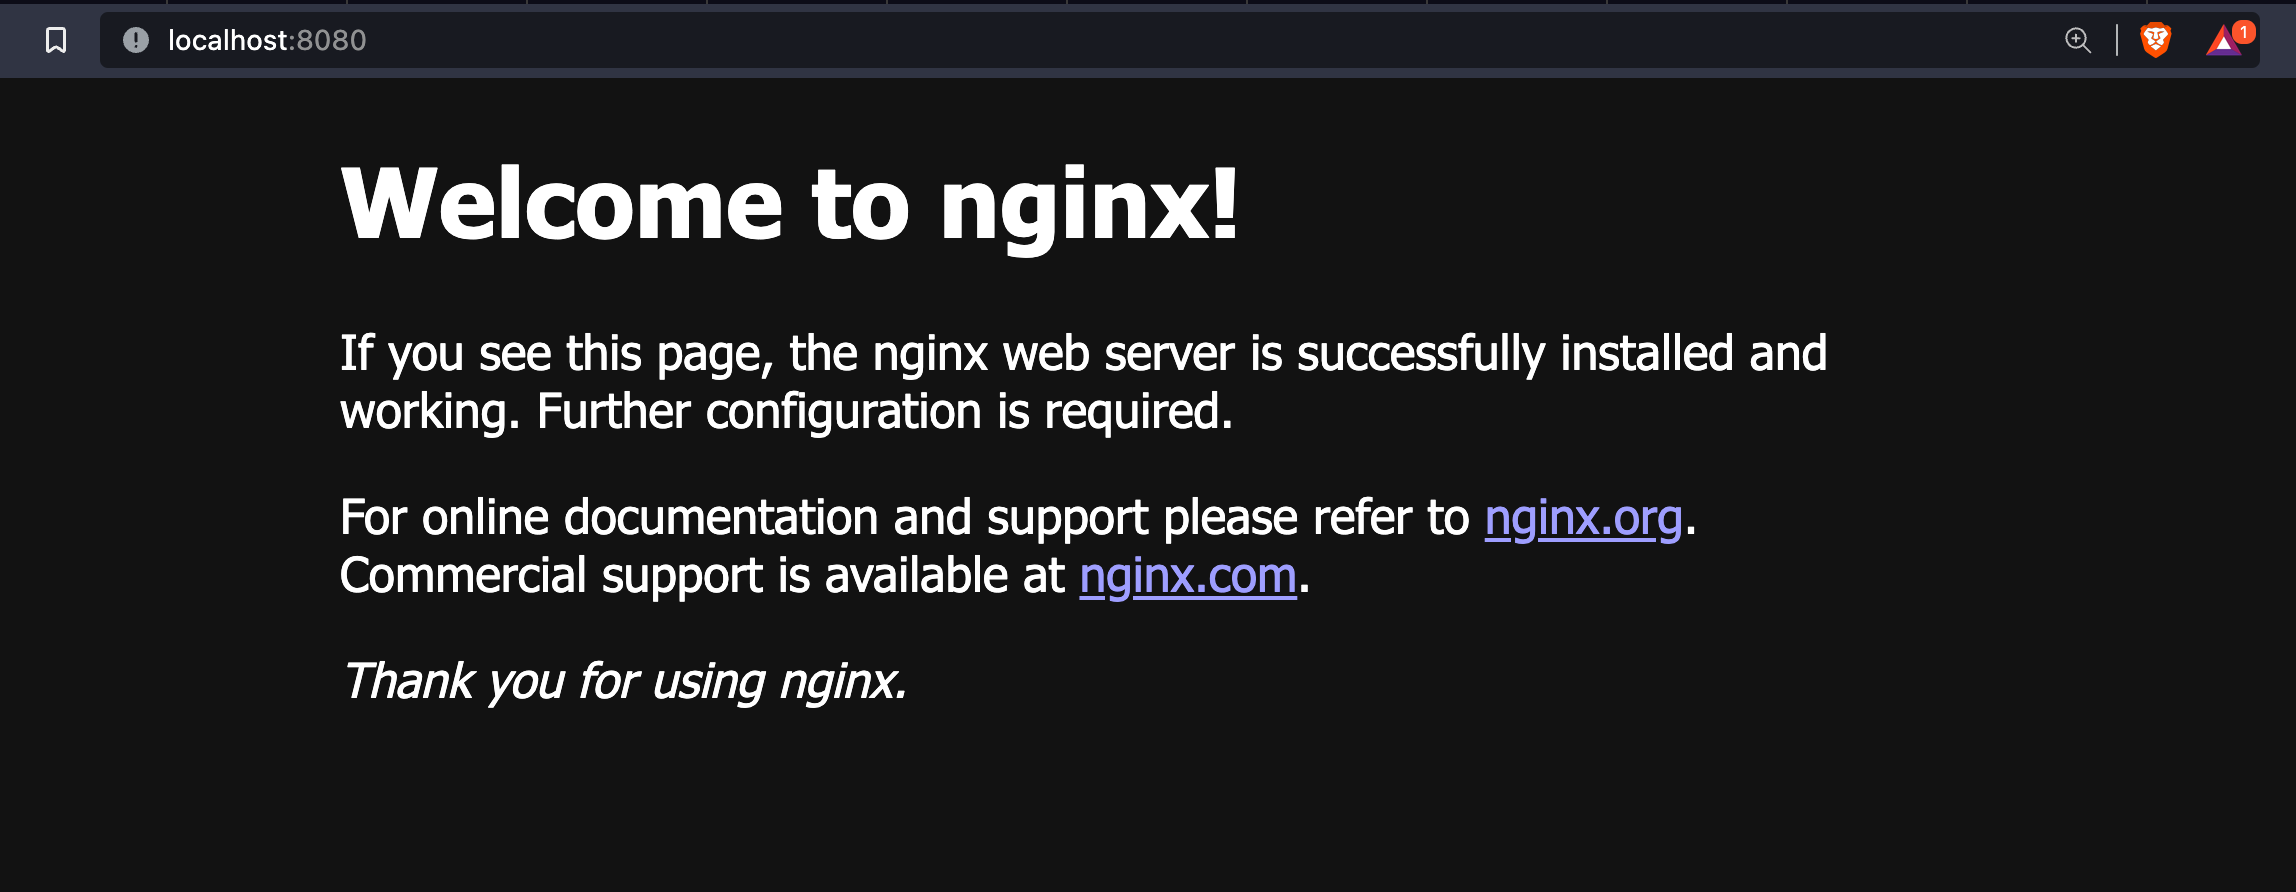 localhost:8080
1
Welcome to nginx!
If you see this page, the nginx web server is successfully installed and
working. Further configuration is required.
For online documentation and support please refer to nginx.org.
Commercial support is available at nginx.com.
Thank you for using nginx.